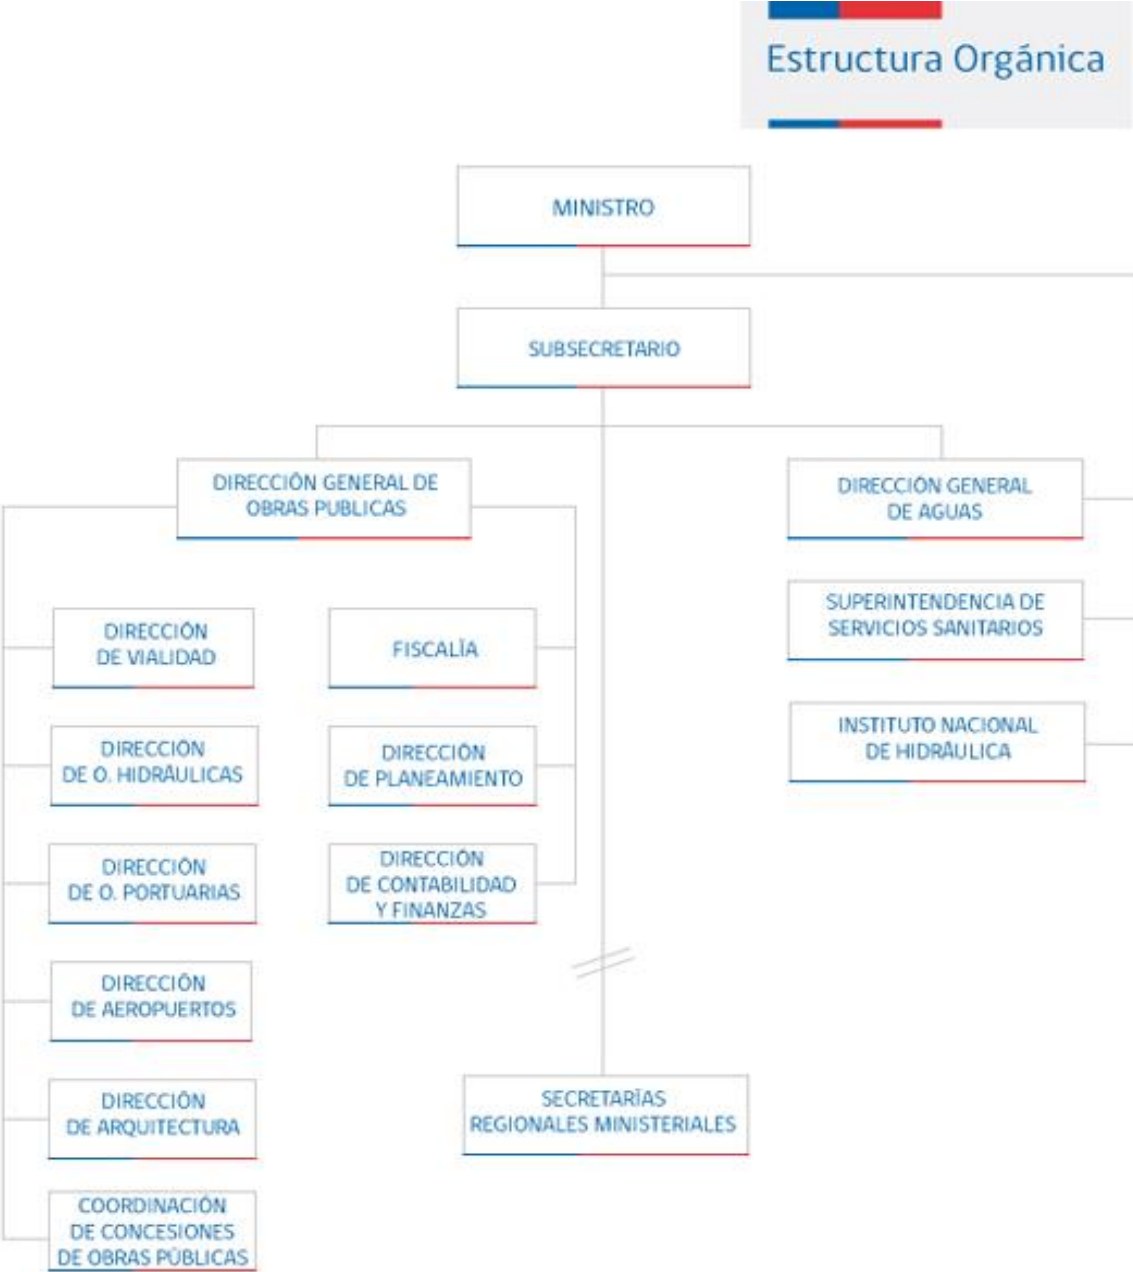 Estructura Orgánica
MINISTRO
SUBSECRETARIO
DIRECCIÓN GENERAL DE
OBRAS PUBLICAS
DIRECCIÓN GENERAL
DE AGUAS
SUPERINTENDENCIA DE
SERVICIOS SANITARIOS
INSTITUTO NACIONAL
DE HIDRÁULICA
DIRECCIÓN
DE VIALIDAD
DIRECCIÓN
DE O. HIDRÁULICAS
DIRECCIÓN
DE O. PORTUARIAS
DIRECCIÓN
DE AEROPUERTOS
DIRECCIÓN
DE ARQUITECTURA
COORDINACIÓN
DE CONCESIONES
DE OBRAS PÚBLICAS
FISCALÏA
DIRECCIÓN
DE PLANEAMIENTO
DIRECCIÓN
DE CONTABILIDAD
Y FINANZAS
SECRETARÏAS
REGIONALES MINISTERIALES